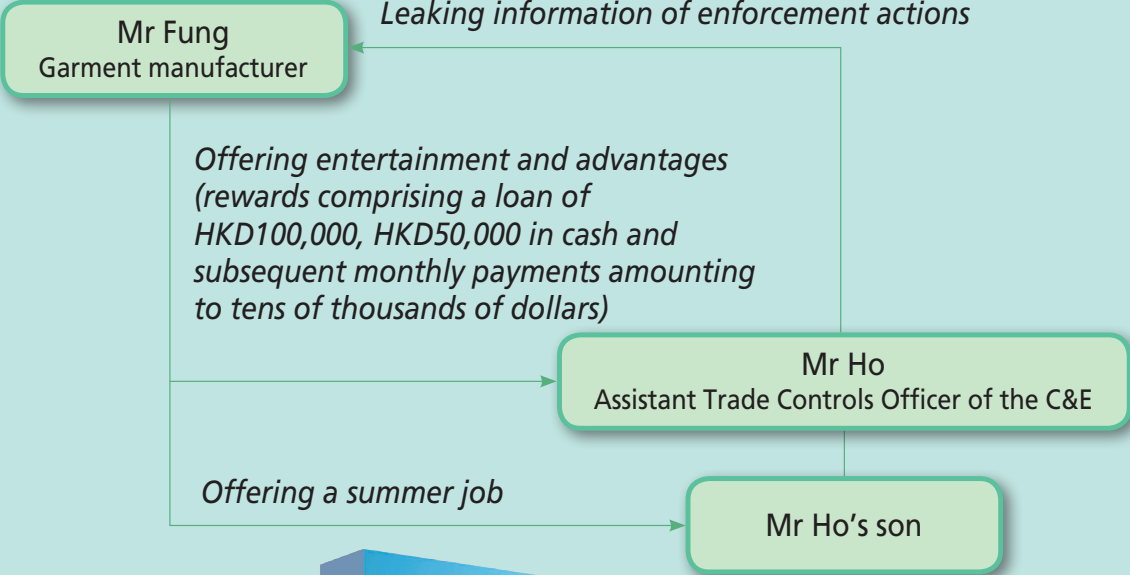 Leaking information of enforcement actions
Mr Fung
Garment manufacturer
Offering entertainment and advantages
(rewards comprising a loan of
HKD100,000, HKD50,000 in cash and
subsequent monthly payments amounting
to tens of thousands of dollars)
Mr Ho
Assistant Trade Controls Officer of the C&E
Offering a summer job
Mr Ho’s son